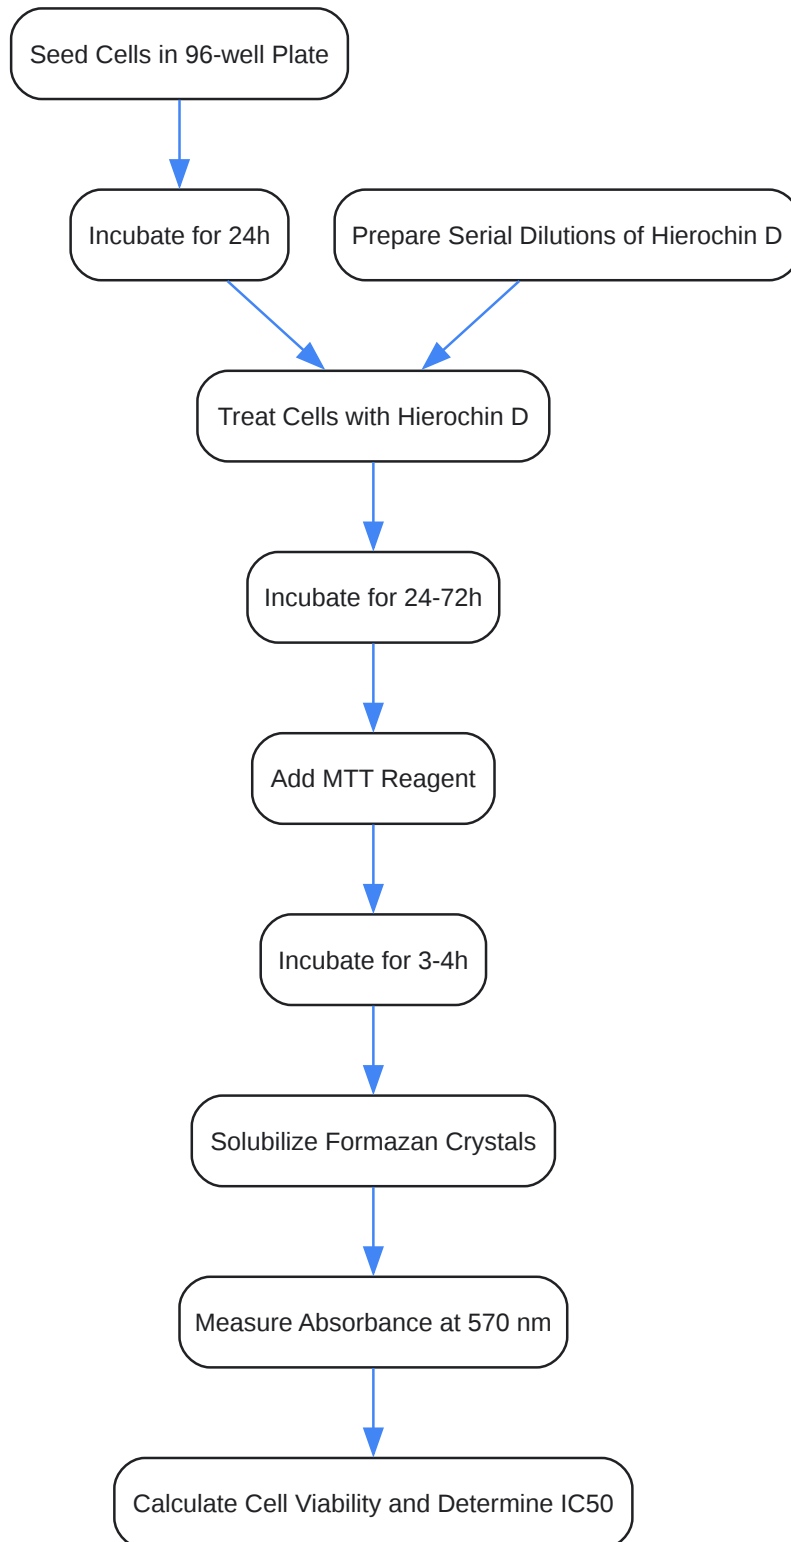 Seed Cells in 96-well Plate
Incubate for 24h
Prepare Serial Dilutions of Hierochin D
Treat Cells with Hierochin D
Incubate for 24-72h
Add MTT Reagent
Incubate for 3-4h
Solubilize Formazan Crystals
Measure Absorbance at 570 nm
Calculate Cell Viability and Determine IC50